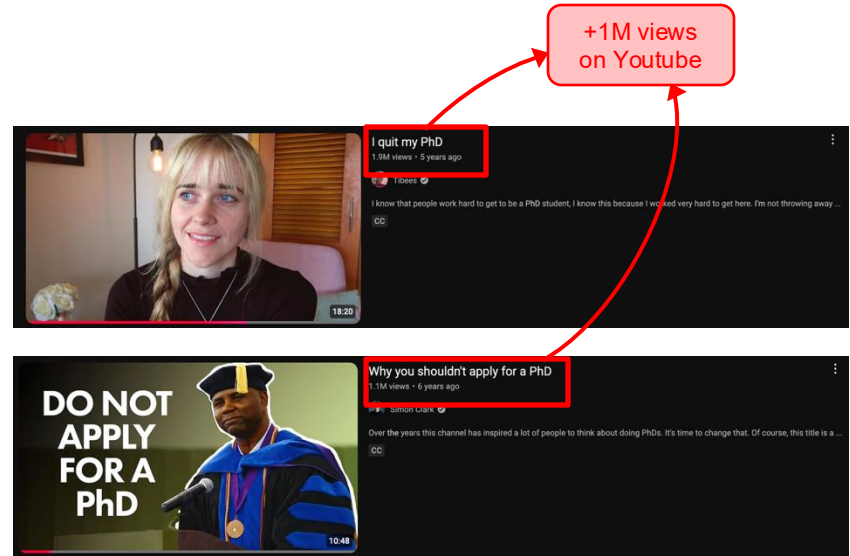 +1M views
on Youtube
I quit my PhD
1.9M views • 5 years ago
Tibees
I know that people work hard to get to be a PhD student, I know this because I worked very hard to get here. I'm not throwing away ...
CC
18:20
Why you shouldn't apply for a PhD
1.1M views • 6 years ago
Simon Clark
Over the years this channel has inspired a lot of people to think about doing PhDs. It's time to change that. Of course, this title is a ...
CC
DO NOT
APPLY
FOR A
PhD
10:48